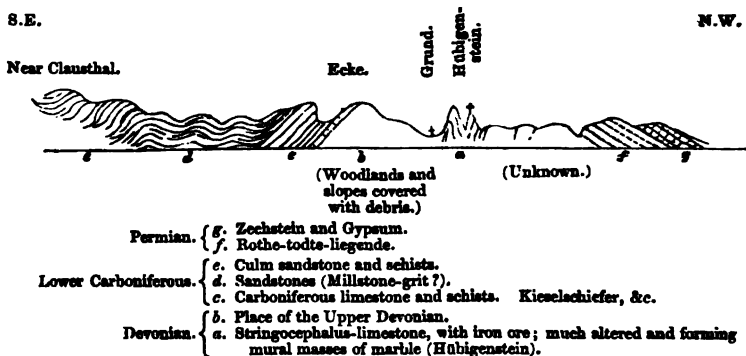 S.E.
N.W.
Near Clausthal.
Ecke.
Grund.
Hübigen-
stein.
e d c b a f g
(Woodlands and
slopes covered
with debris.)
(Unknown.)
Permian. { g. Zechstein and Gypsum.
f. Rothe-todte-liegende.
Lower Carboniferous. { e. Culm sandstone and schists.
d. Sandstones (Millstone-grit ?).
c. Carboniferous limestone and schists. Kieselschiefer, &c.
Devonian. { b. Place of the Upper Devonian.
a. Stringocephalus-limestone, with iron ore; much altered and forming
mural masses of marble (Hübigenstein).